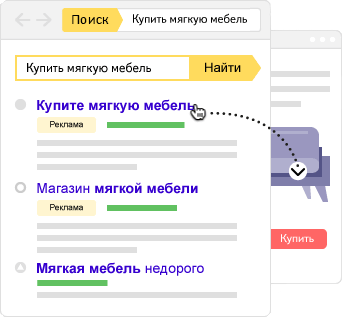 Поиск Купить мягкую мебель
Купить мягкую мебель Найти
Купите мягкую мебель
Реклама
Магазин мягкой мебели
Реклама
Мягкая мебель недорого
Купить